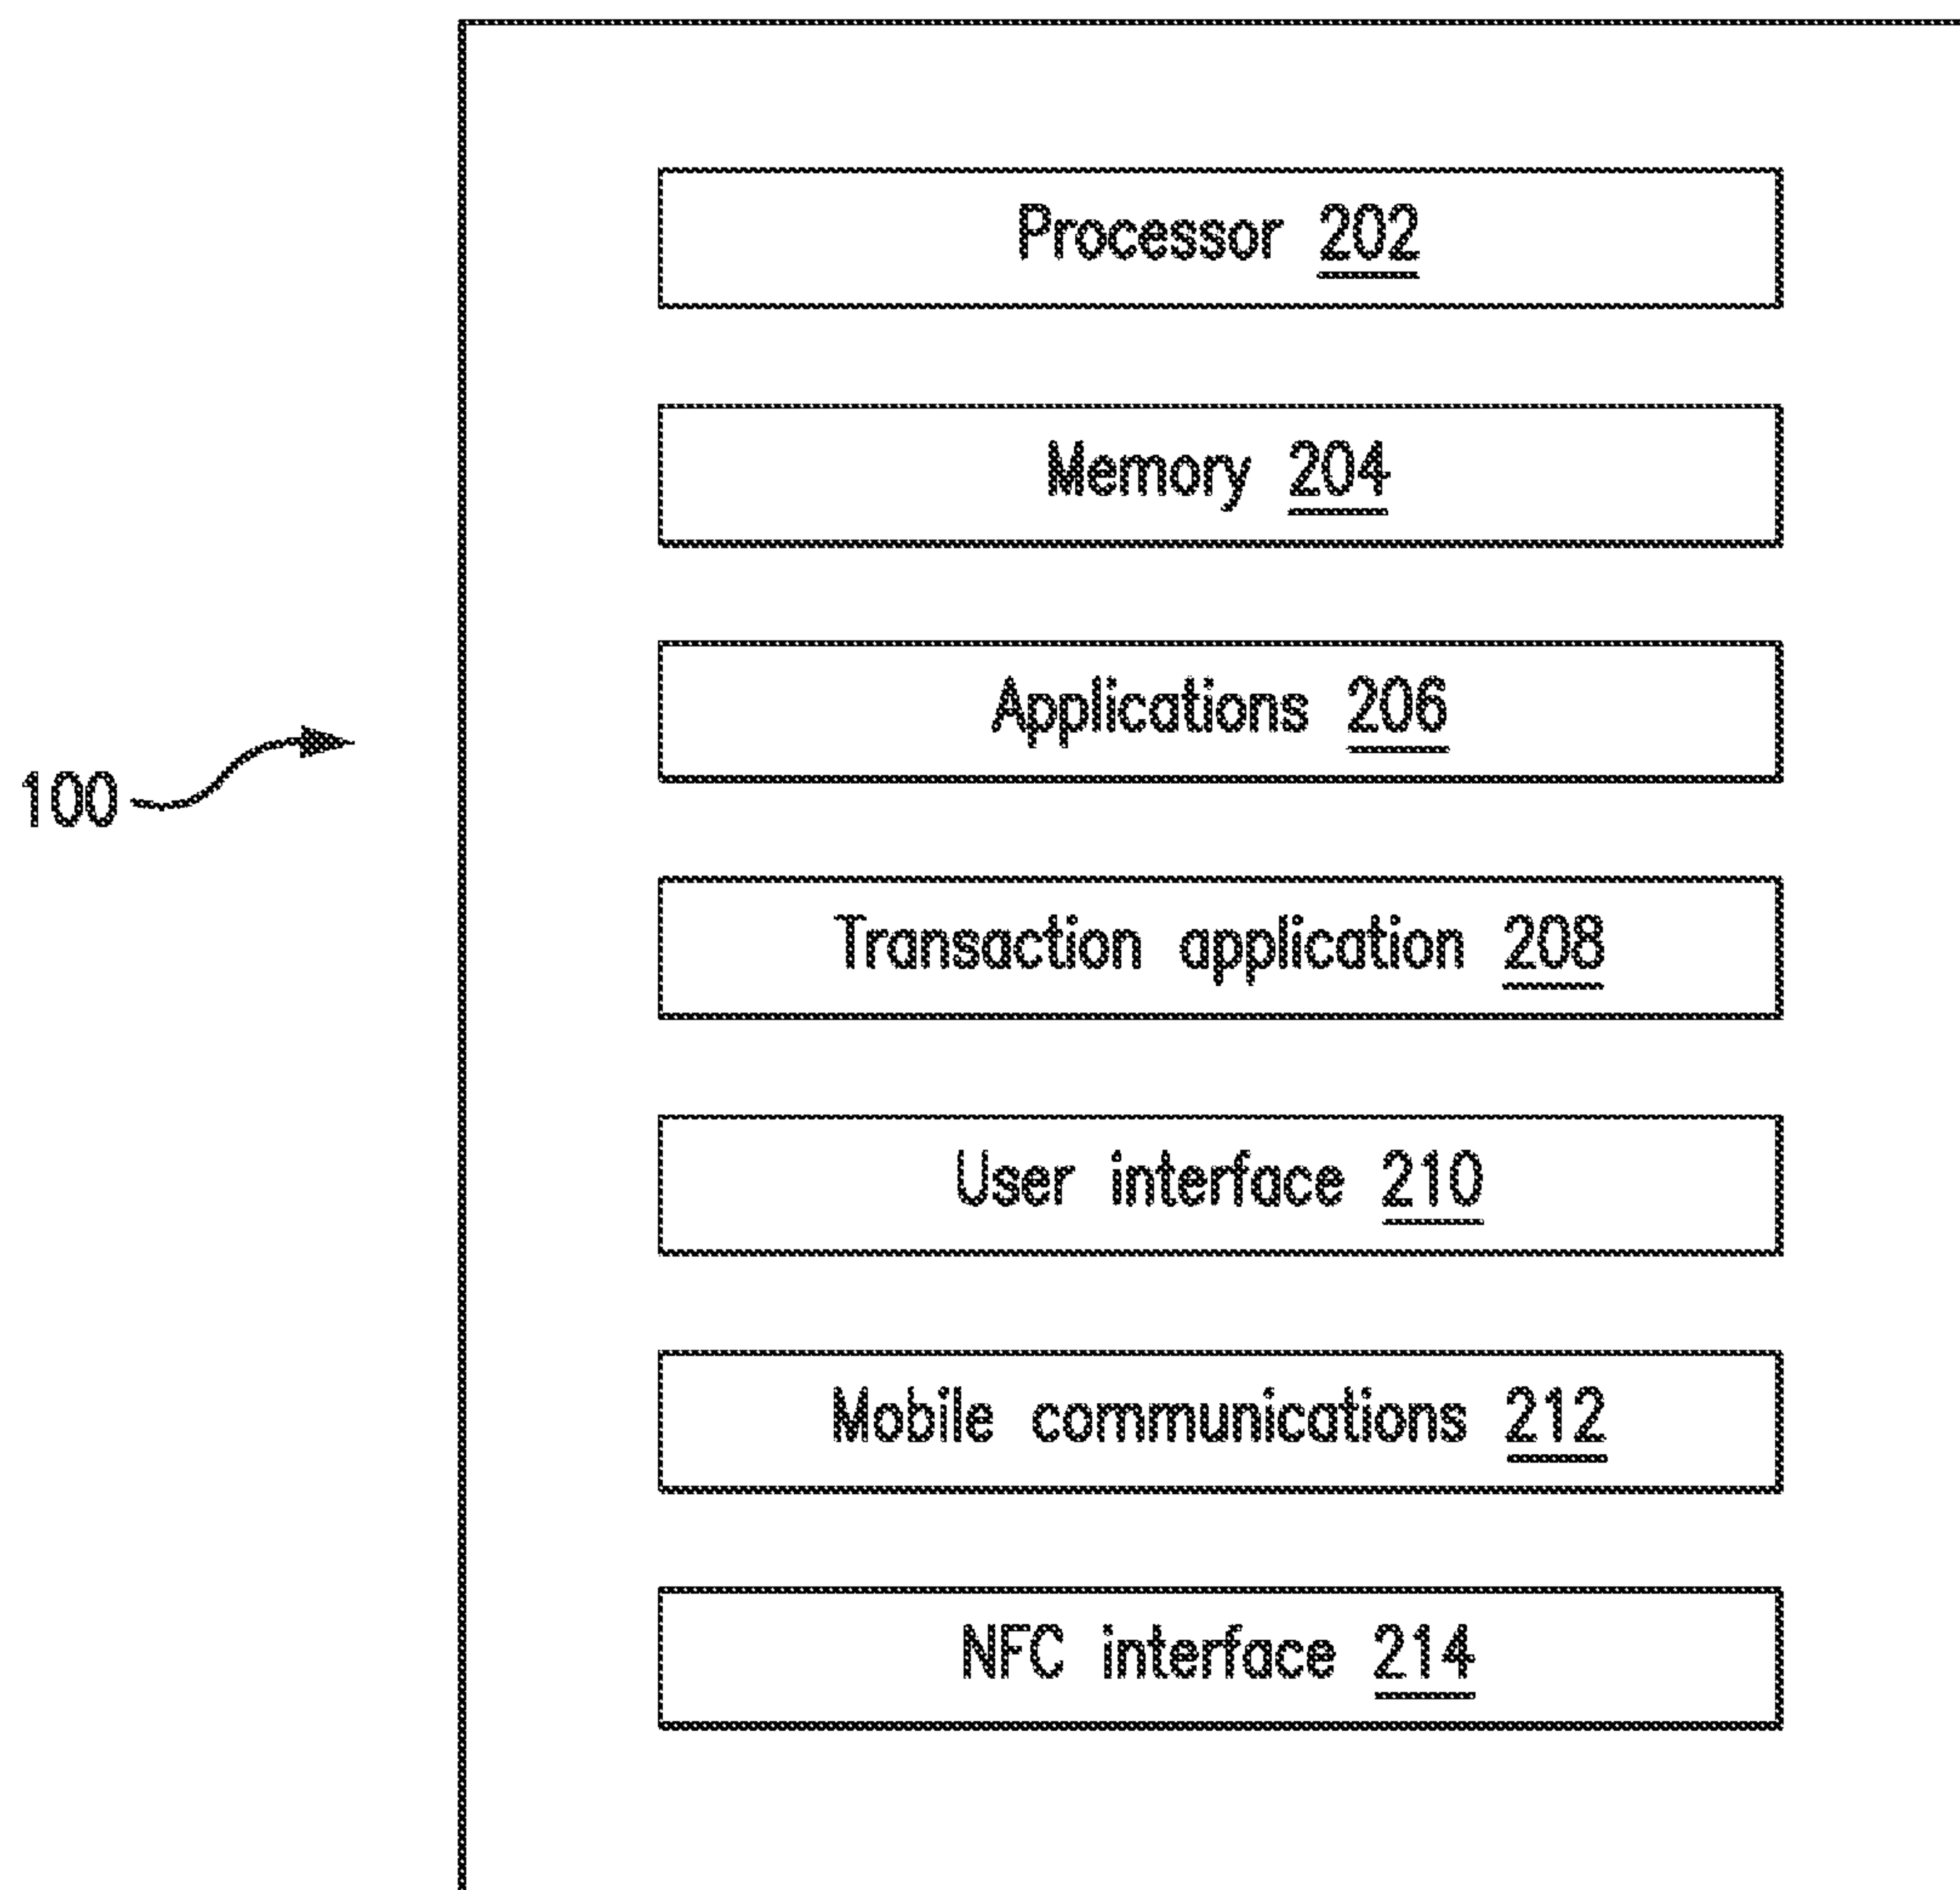 Processor 202
Memory 204
Applications 206
100
Transaction application 208
User interface 210
Mobile communications 212
NFC interface 214